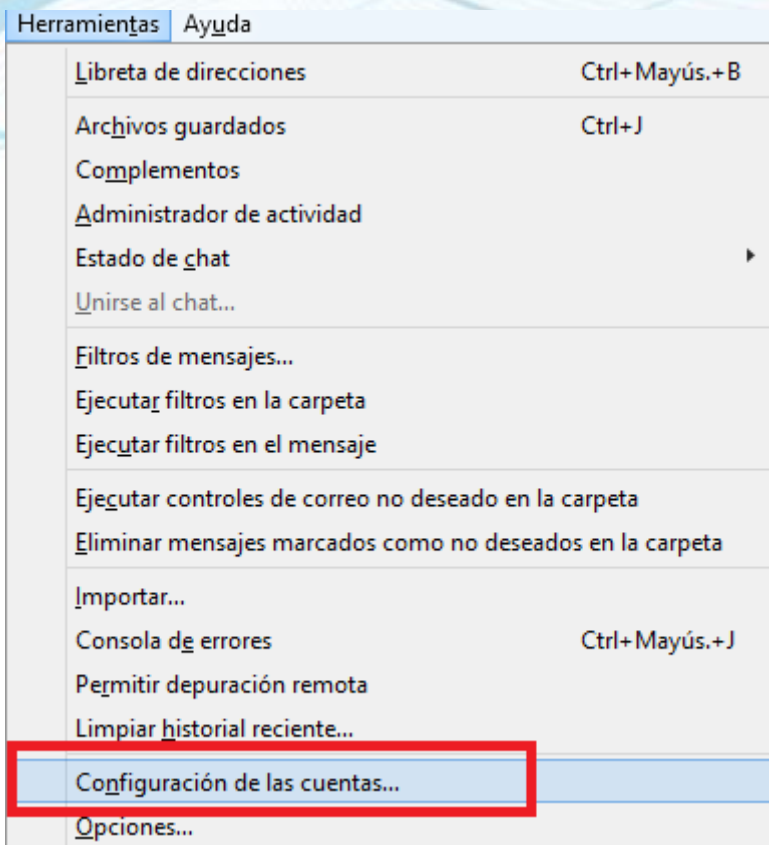 Herramientas Ayuda
Libreta de direcciones Ctrl+Mayús.+B
Archivos guardados Ctrl+J
Complementos
Administrador de actividad
Estado de chat
Unirse al chat...
Filtros de mensajes...
Ejecutar filtros en la carpeta
Ejecutar filtros en el mensaje
Ejecutar controles de correo no deseado en la carpeta
Eliminar mensajes marcados como no deseados en la carpeta
Importar...
Consola de errores Ctrl+Mayús.+J
Permitir depuración remota
Limpiar historial reciente...
Configuración de las cuentas...
Opciones...